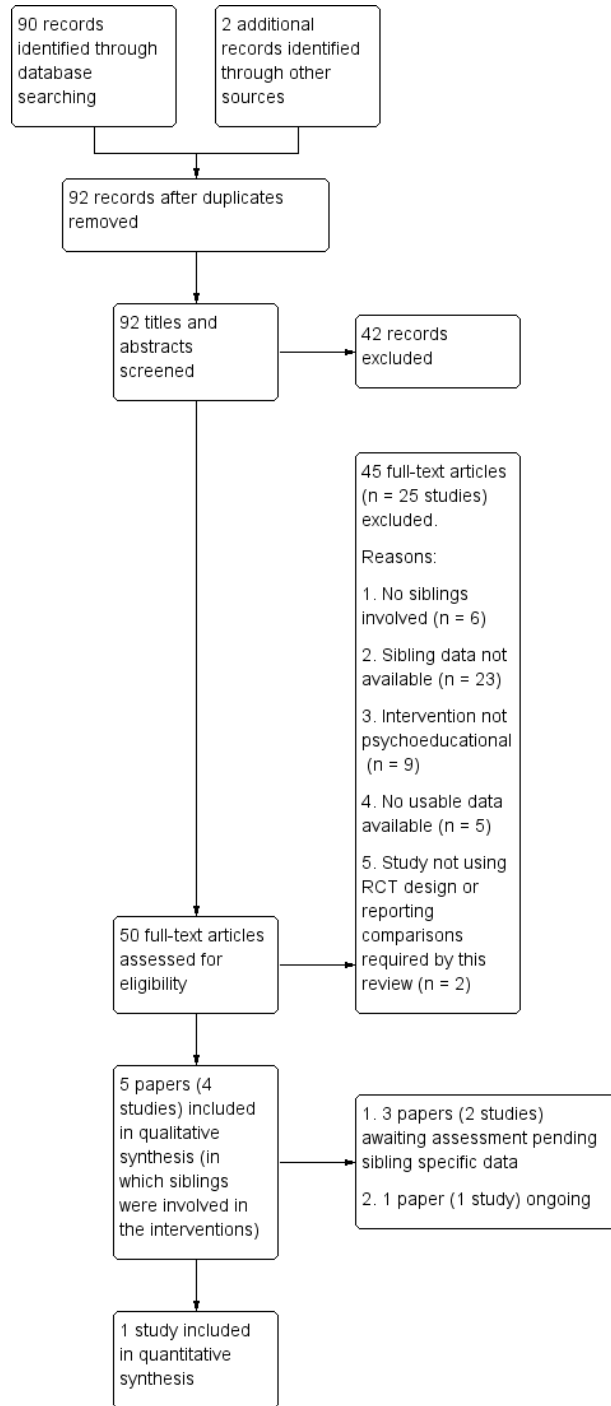 90 records
identified through
database
searching
2 additional
records identified
through other
sources
92 records after duplicates
removed
92 titles and
abstracts
screened
42 records
excluded
45 full-text articles
(n = 25 studies)
excluded.
Reasons:
1. No siblings
involved (n = 6)
2. Sibling data not
available (n = 23)
3. Intervention not
psychoeducational
(n = 9)
4. No usable data
available (n = 5)
5. Study not using
RCT design or
reporting
comparisons
required by this
review (n = 2)
50 full-text articles
assessed for
eligibility
5 papers (4
studies) included
in qualitative
synthesis (in
which siblings
were involved in
the interventions)
1. 3 papers (2 studies)
awaiting assessment pending
sibling specific data
2. 1 paper (1 study) ongoing
1 study included
in quantitative
synthesis